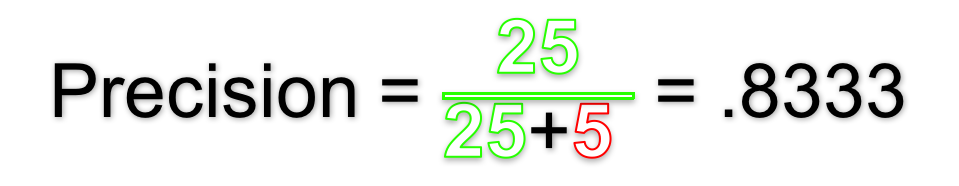 25
Precision = = .8333
25+5